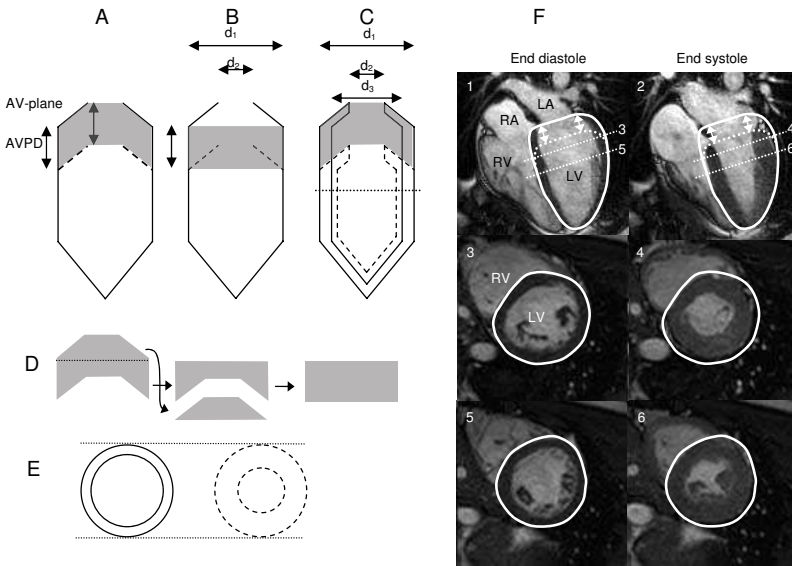 A
B
C
F
d1
d1
End diastole
End systole
d2
d2
d3
AV-plane
AVPD
1
LA
RA
RV
LV
3
5
2
4
6
3
RV
LV
4
D
5
6
E